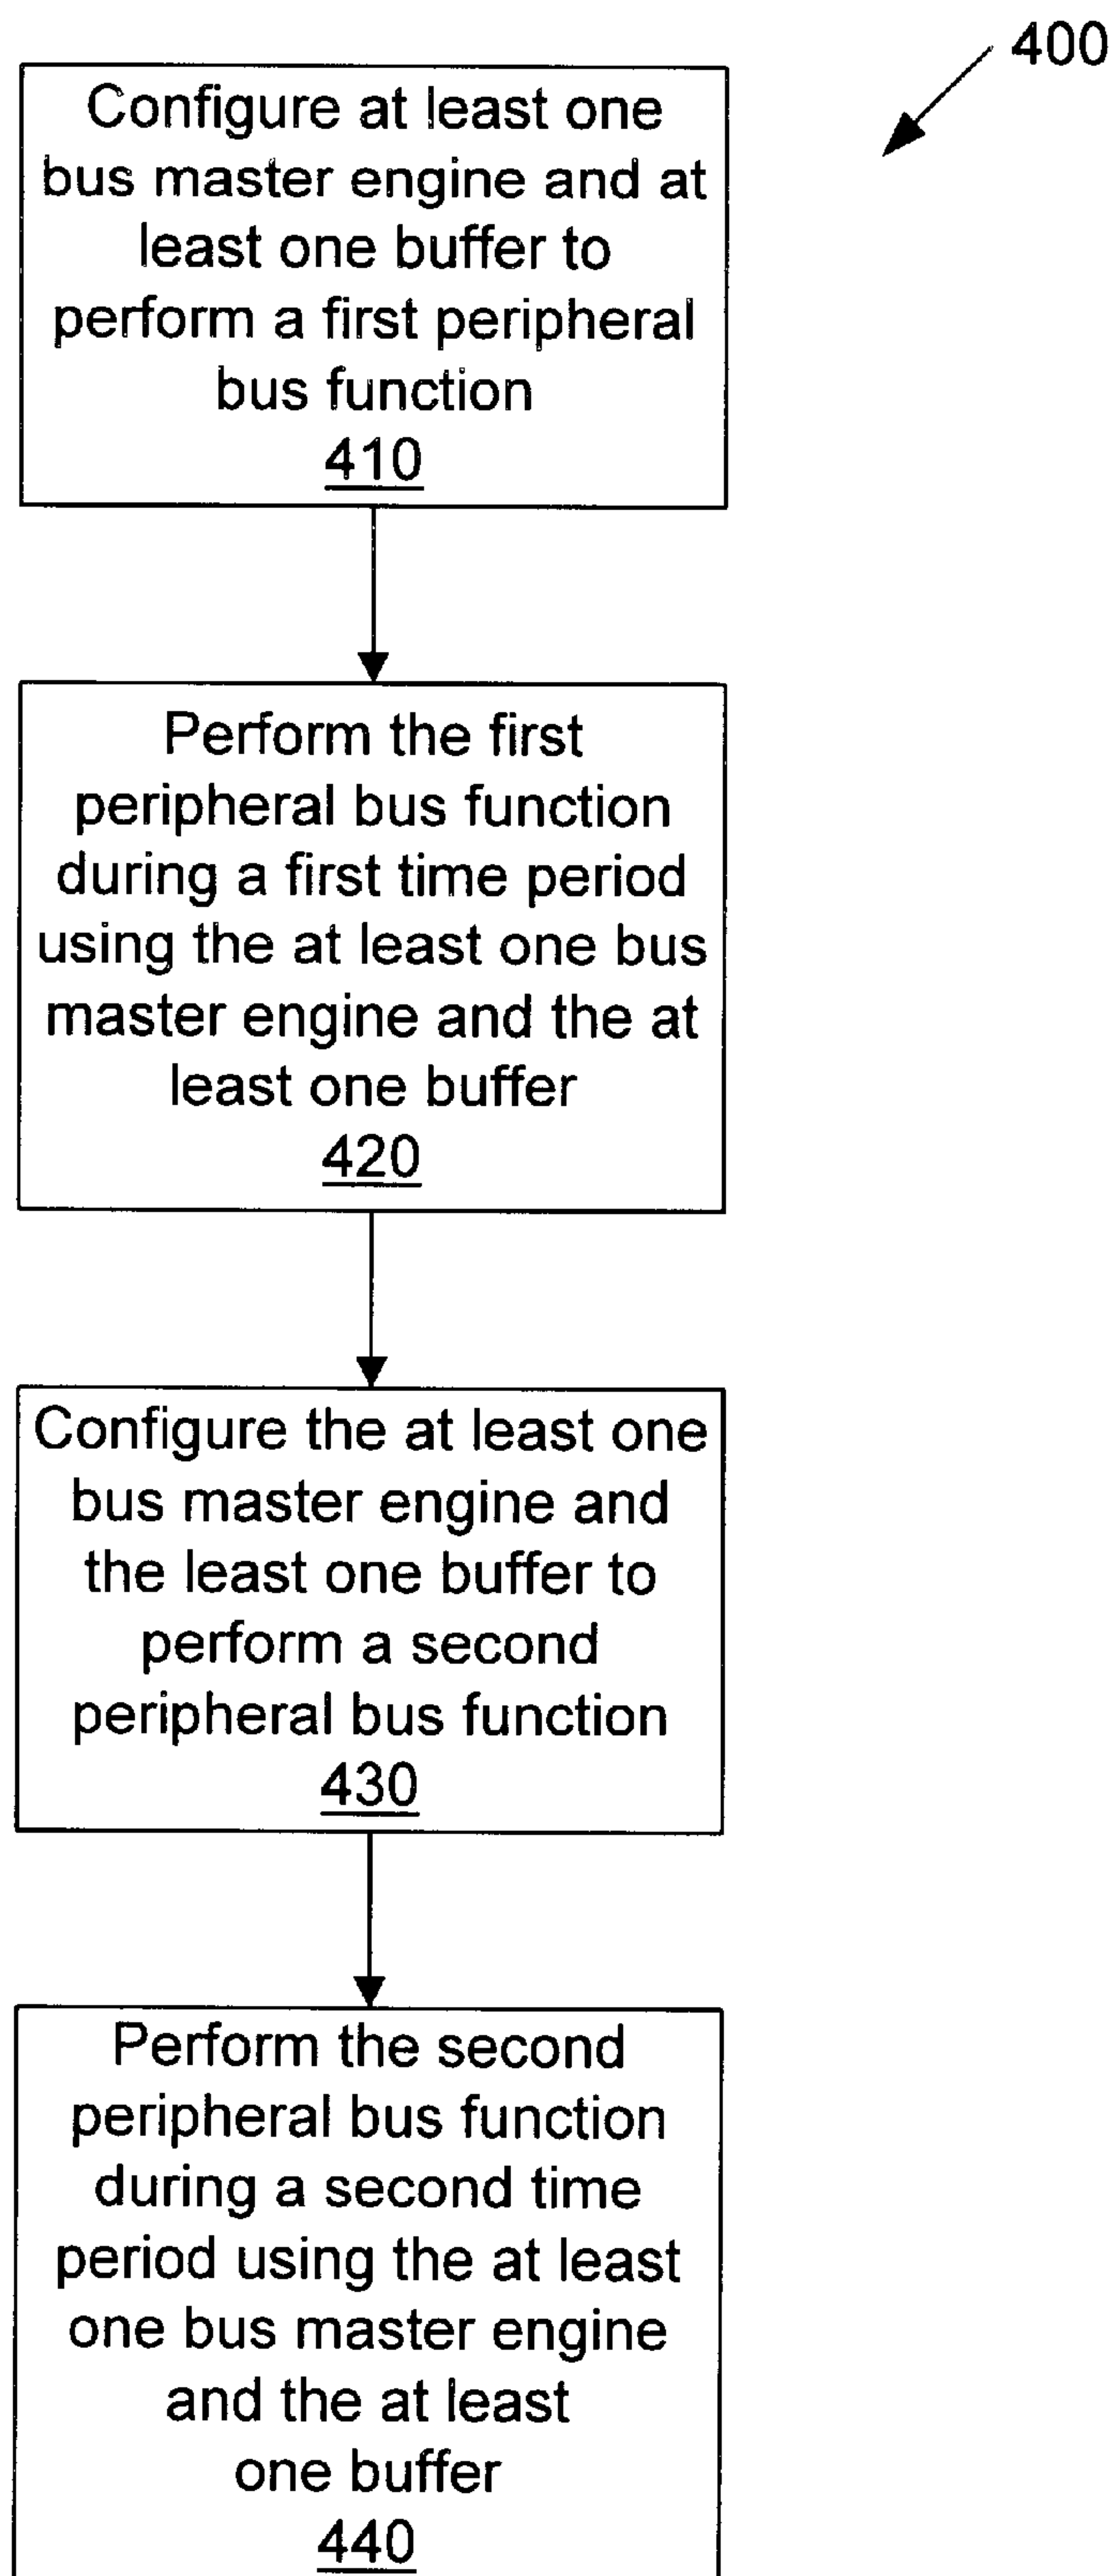 400
Configure at least one
bus master engine and at
least one buffer to
perform a first peripheral
bus function
410
Perform the first
peripheral bus function
during a first time period
using the at least one bus
master engine and the at
least one buffer
420
Configure the at least one
bus master engine and
the least one buffer to
perform a second
peripheral bus function
430
Perform the second
peripheral bus function
during a second time
period using the at least
one bus master engine
and the at least
one buffer
440